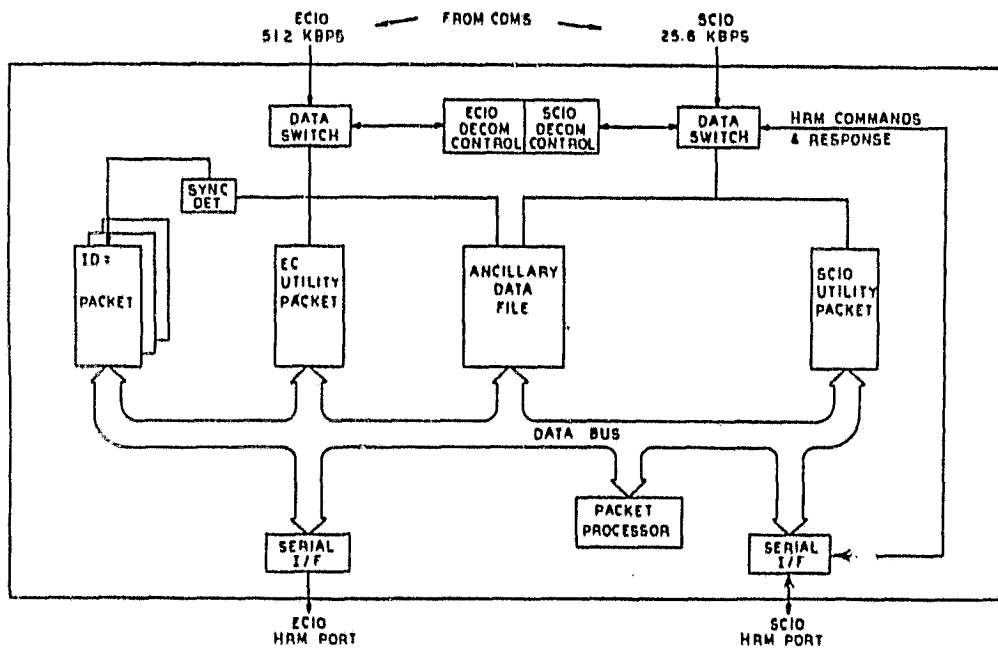 ECIO
512 KBPS
FROM CDMS
SCIO
25.6 KBPS
DATA
SWITCH
ECIO
DECOM
CONTROL
SCIO
DECOM
CONTROL
DATA
SWITCH
HRM COMMANDS
& RESPONSE
SYNC
DET
ID=
PACKET
EC
UTILITY
PACKET
ANCILLARY
DATA
FILE
SCIO
UTILITY
PACKET
DATA BUS
PACKET
PROCESSOR
SERIAL
I/F
SERIAL
I/F
ECIO
HRM PORT
SCIO
HRM PORT